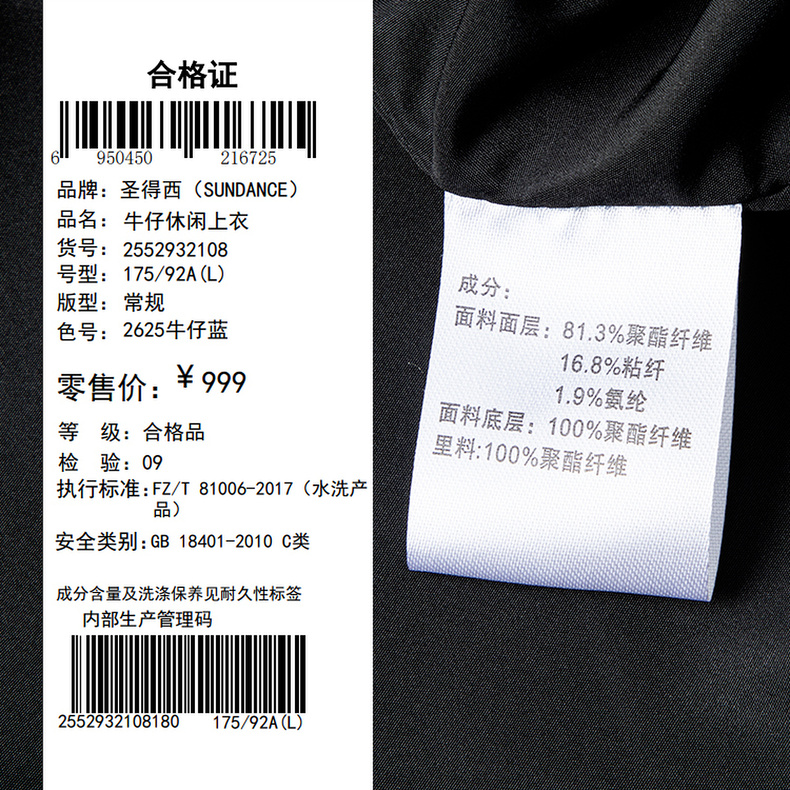 合格证
6 950450 216725
品牌：圣得西（SUNDANCE）
品名：牛仔休闲上衣
货号：2552932108
号型：175/92A(L)
版型：常规
色号：2625牛仔蓝
零售价：￥999
等 级：合格品
检 验：09
执行标准：FZ/T 81006-2017（水洗产
品）
安全类别：GB 18401-2010 C类
成分含量及洗涤保养见耐久性标签
内部生产管理码
2552932108180 175/92A(L)
成分：
面料面层：81.3%聚酯纤维
16.8%粘纤
1.9%氨纶
面料底层：100%聚酯纤维
里料:100%聚酯纤维